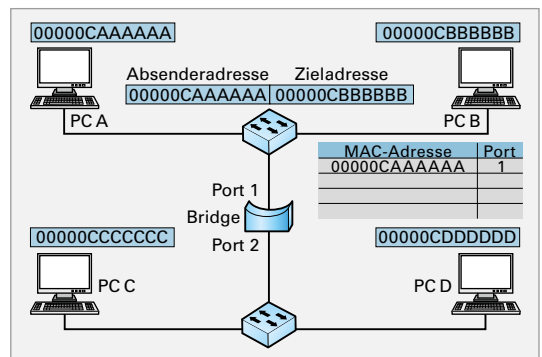 00000CAAAAAA
00000CBBBBBB
Absenderadresse Zieladresse
00000CAAAAAA 00000CBBBBBB
PC A
PC B
MAC-Adresse Port
00000CAAAAAA 1
Port 1
Bridge
Port 2
00000CCCCCCC
00000CDDDDDD
PC C
PC D